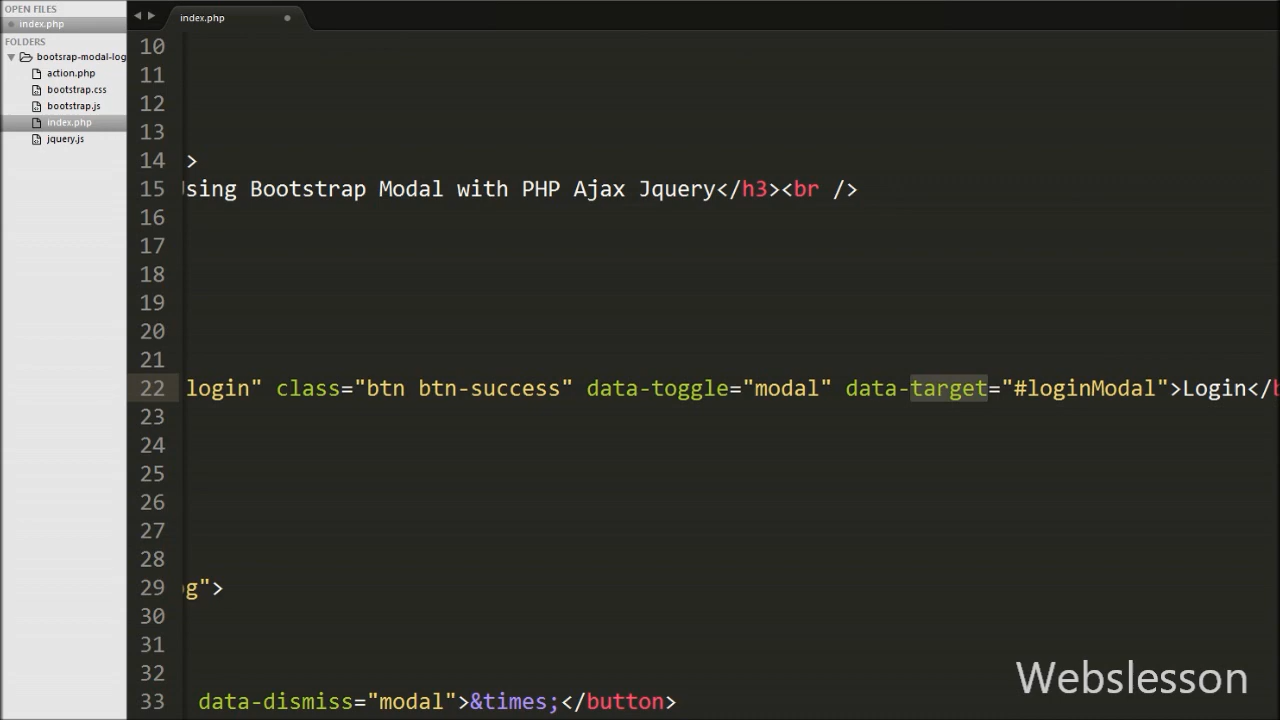 OPEN FILES
index.php
FOLDERS
bootsrap-modal-log
action.php
bootstrap.css
bootstrap.js
index.php
jquery.js
index.php
10
11
12
13
14 >
15 sing Bootstrap Modal with PHP Ajax Jquery</h3><br />
16
17
18
19
20
21
22 login" class="btn btn-success" data-toggle="modal" data-target="#loginModal">Login</b
23
24
25
26
27
28
29 g">
30
31
32
33 data-dismiss="modal">&times;</button>
Webslesson